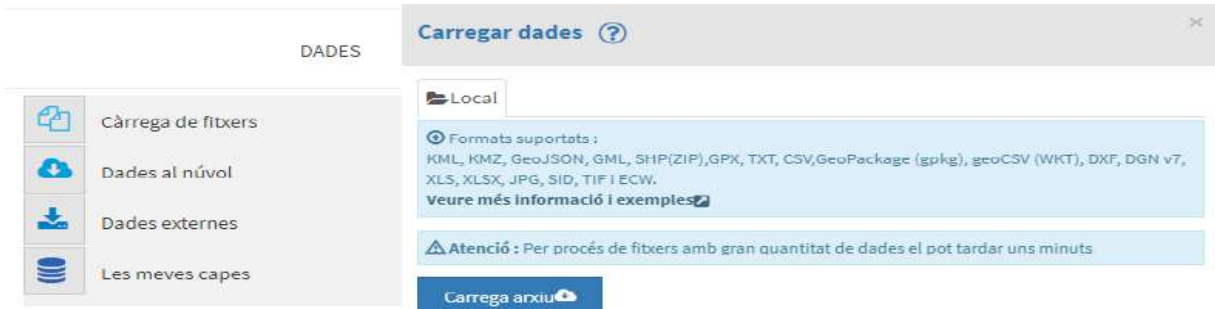 DADES
Càrrega de fitxers
Dades al núvol
Dades externes
Les meves capes
Carregar dades ?
×
Local
Formats suportats :
KML, KMZ, GeoJSON, GML, SHP(ZIP),GPX, TXT, CSV,GeoPackage (gpkg), geoCSV (WKT), DXF, DGN v7,
XLS, XLSX, JPG, SID, TIF i ECW.
Veure més informació i exemples
Atenció : Per procés de fitxers amb gran quantitat de dades el pot tardar uns minuts
Carrega arxiu